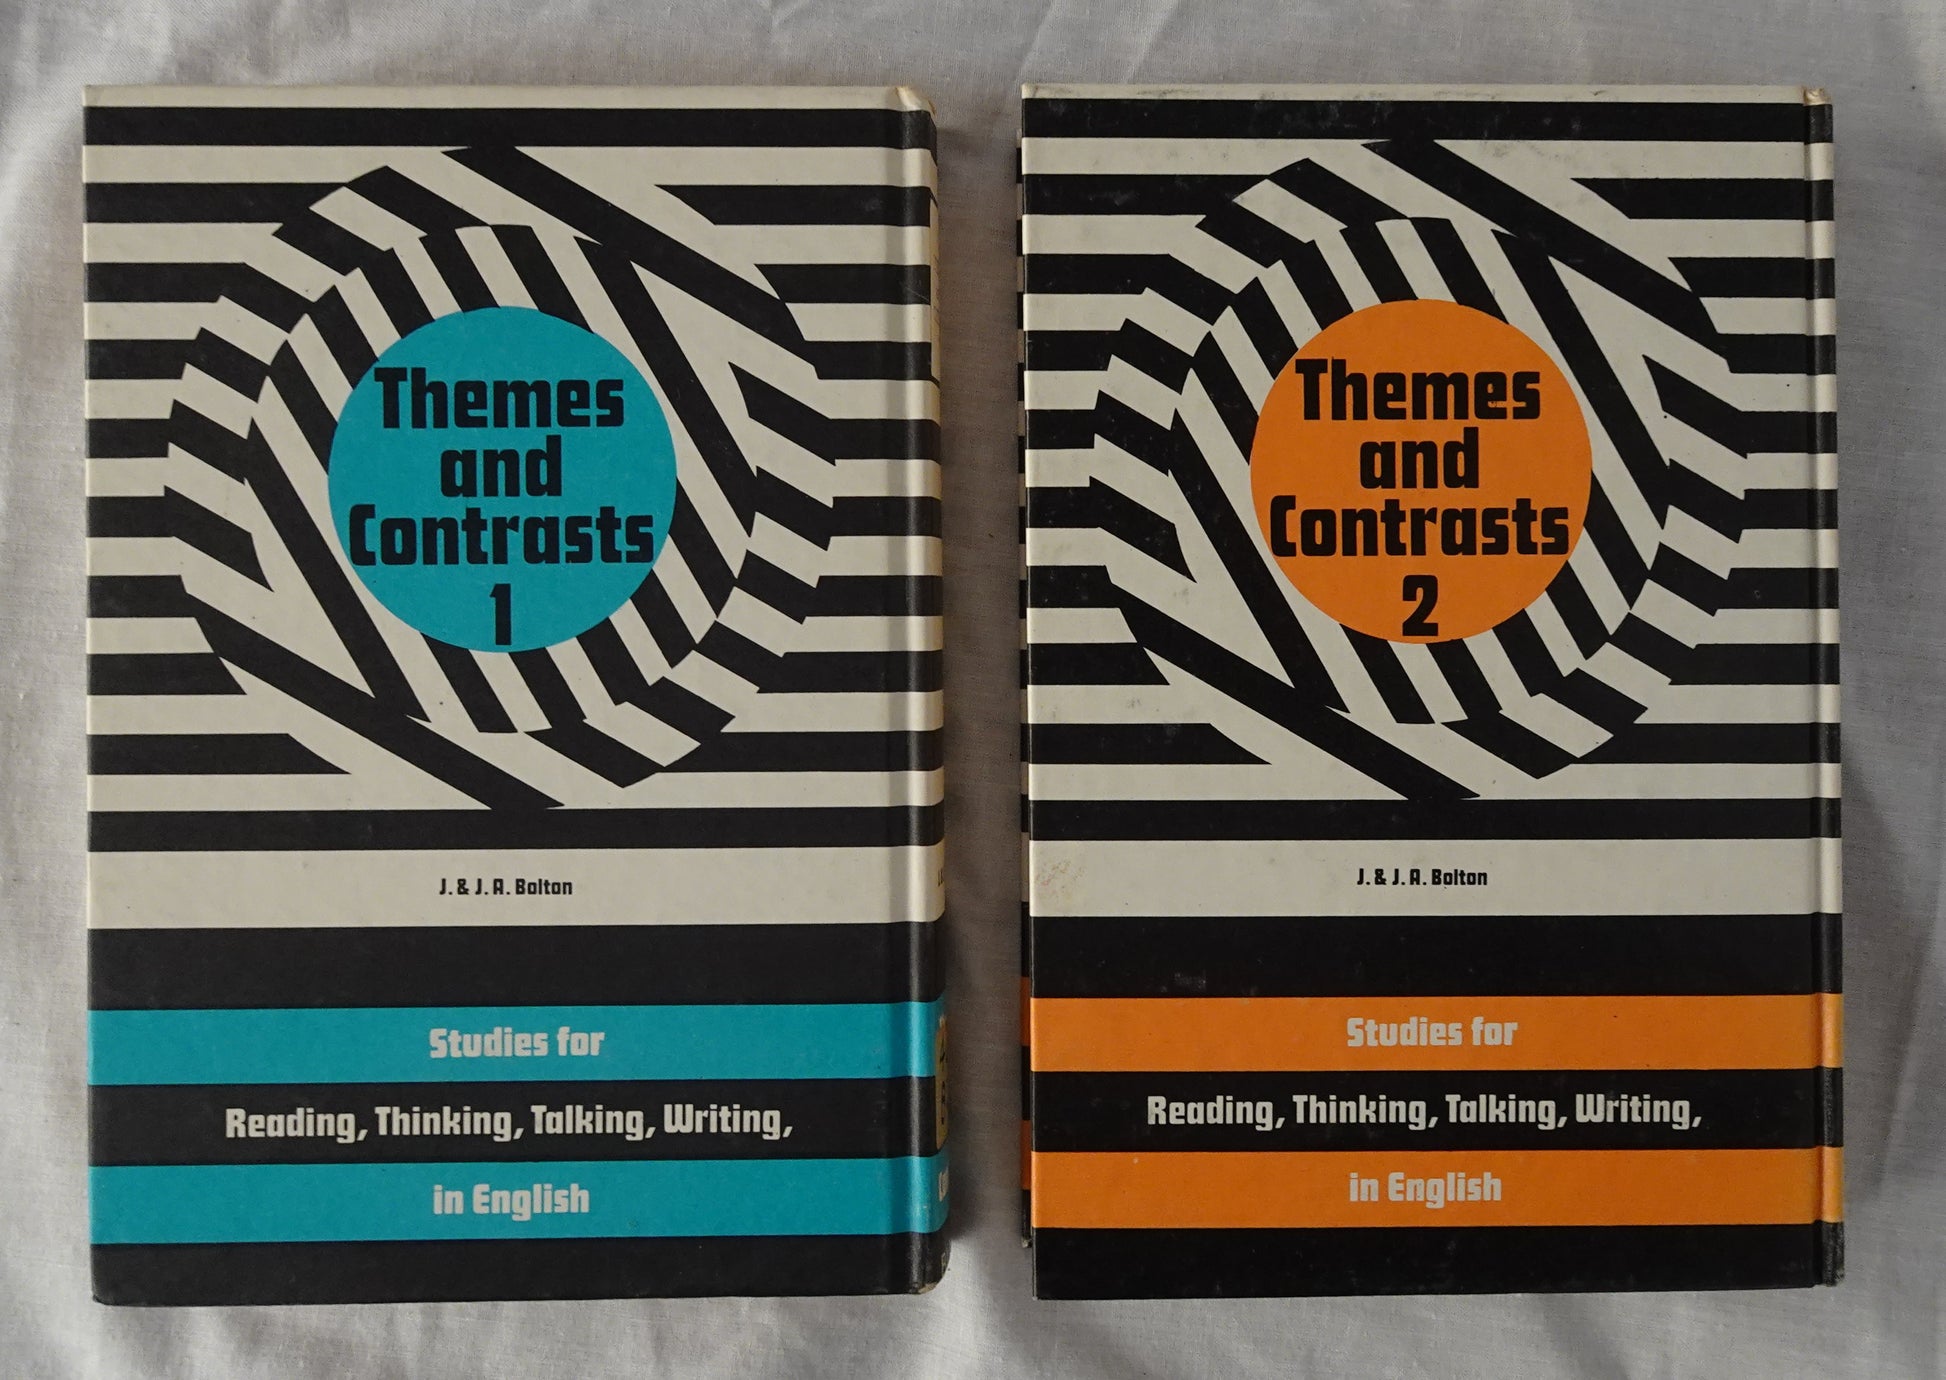 Themes
and
Contrasts
1
J. & J. A. Bolton
Studies for
Reading, Thinking, Talking, Writing,
in English
Themes
and
Contrasts
2
J. & J. A. Bolton
Studies for
Reading, Thinking, Talking, Writing,
in English